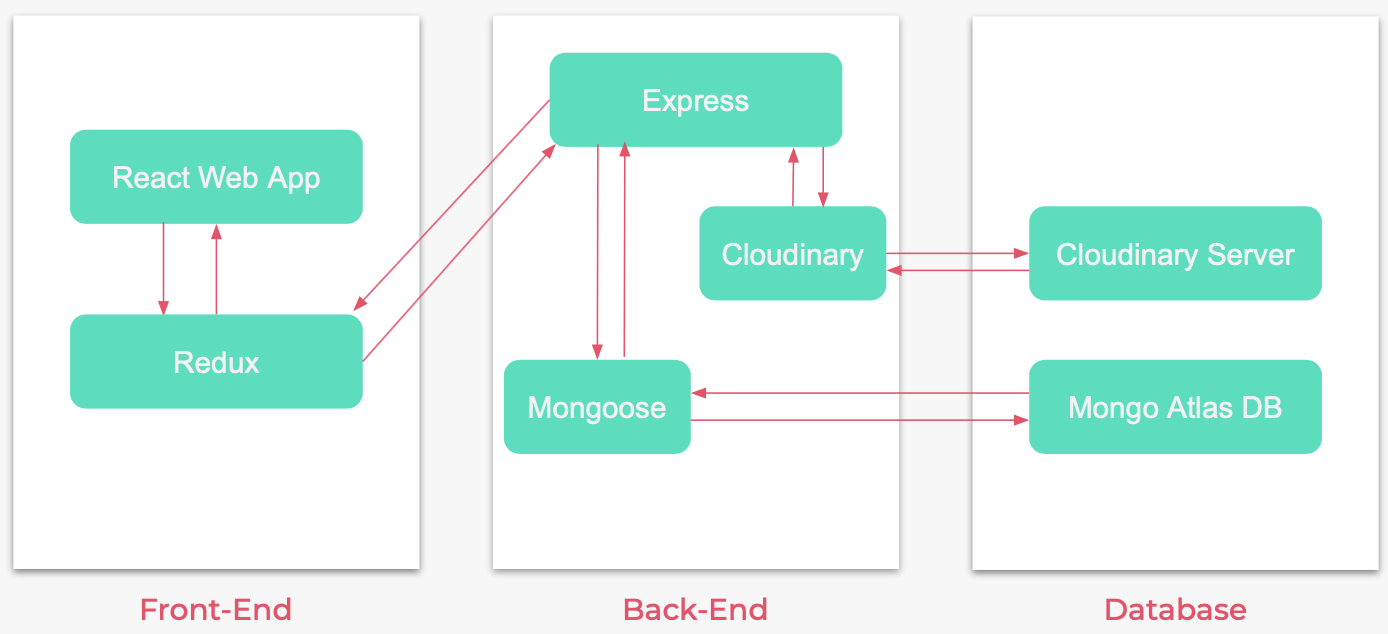 React Web App
Redux
Front-End
Express
Cloudinary
Mongoose
Back-End
Cloudinary Server
Mongo Atlas DB
Database